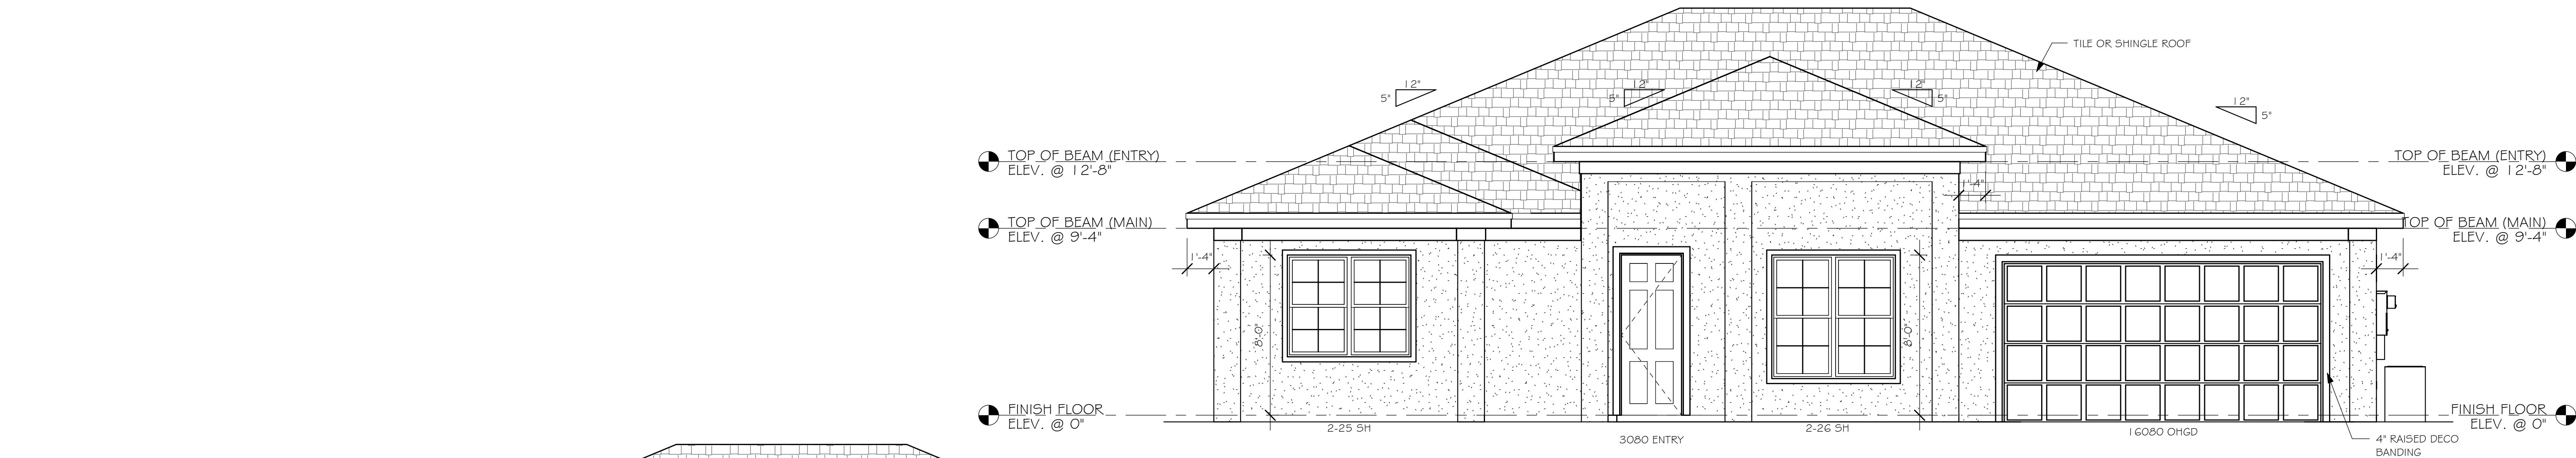 TILE OR SHINGLE ROOF
12"
5"
12"
5"
12"
5"
12"
5"
TOP OF BEAM (ENTRY)
ELEV. @ 12'-8"
TOP OF BEAM (ENTRY)
ELEV. @ 12'-8"
1'-4"
TOP OF BEAM (MAIN)
ELEV. @ 9'-4"
TOP OF BEAM (MAIN)
ELEV. @ 9'-4"
1'-4"
1'-4"
8'-0"
8'-0"
FINISH FLOOR
ELEV. @ 0"
FINISH FLOOR
ELEV. @ 0"
2-25 SH
3080 ENTRY
2-26 SH
16080 OHGD
4" RAISED DECO
BANDING